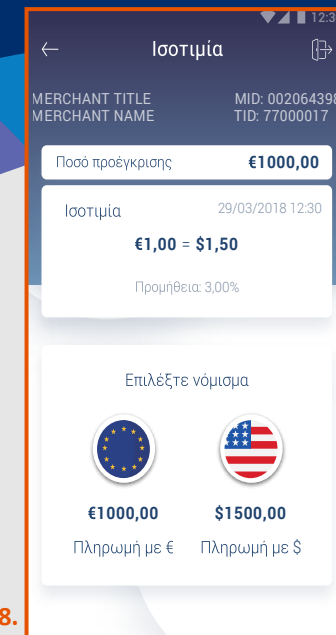 12:3
Ισοτιμία
MERCHANT TITLE MID: 002064398
MERCHANT NAME TID: 77000017
Ποσό προέγκρισης €1000,00
Ισοτιμία 29/03/2018 12:30
€1,00 = $1,50
Προμήθεια: 3,00%
Επιλέξτε νόμισμα
€1000,00 $1500,00
Πληρωμή με € Πληρωμή με $
8.